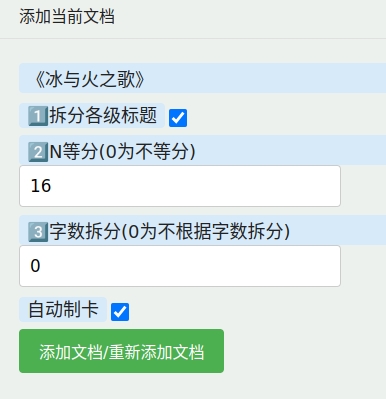 添加当前文档
《冰与火之歌》
1️⃣拆分各级标题
2️⃣N等分(0为不等分)
16
3️⃣字数拆分(0为不根据字数拆分)
0
自动制卡
添加文档/重新添加文档